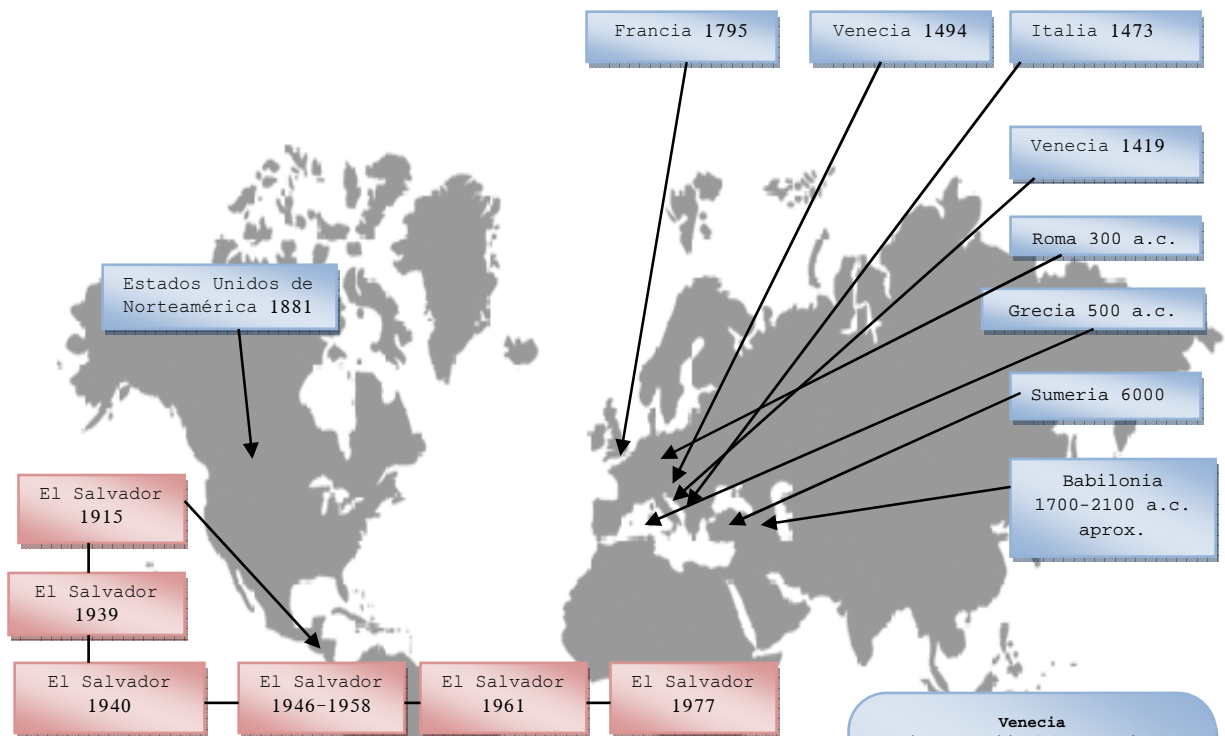 Francia 1795
Venecia 1494
Italia 1473
Venecia 1419
Roma 300 a.c.
Estados Unidos de
Norteamérica 1881
Grecia 500 a.c.
Sumeria 6000
Babilonia
1700-2100 a.c.
aprox.
El Salvador
1915
El Salvador
1939
El Salvador
1940
El Salvador
1946-1958
El Salvador
1961
El Salvador
1977
Venecia